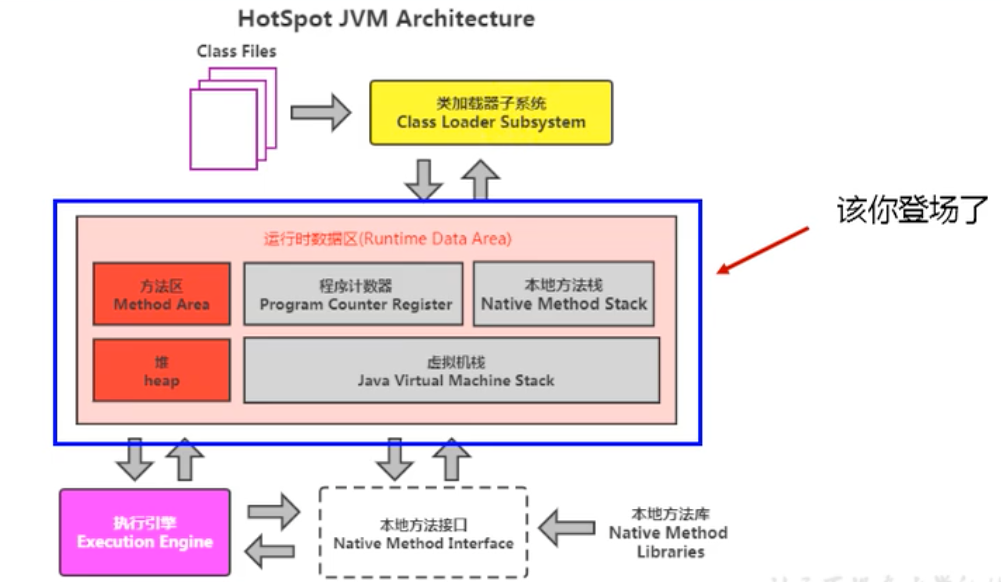 HotSpot JVM Architecture
Class Files
类加载器子系统
Class Loader Subsystem
该你登场了
运行时数据区(Runtime Data Area)
方法区
Method Area
程序计数器
Program Counter Register
本地方法栈
Native Method Stack
堆
heap
虚拟机栈
Java Virtual Machine Stack
执行引擎
Execution Engine
本地方法接口
Native Method Interface
本地方法库
Native Method
Libraries